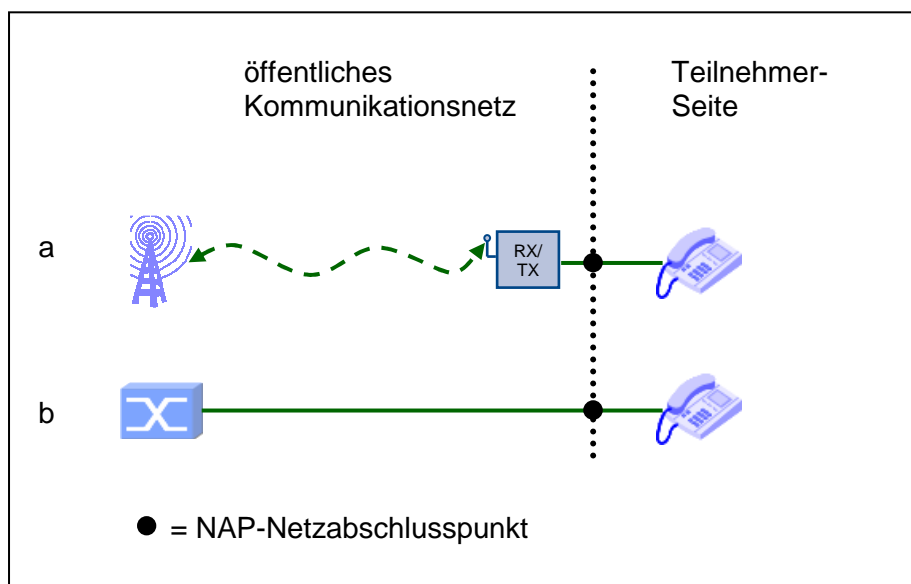 öffentliches
Kommunikationsnetz
Teilnehmer-
Seite
a
RX/
TX
b
= NAP-Netzabschlusspunkt